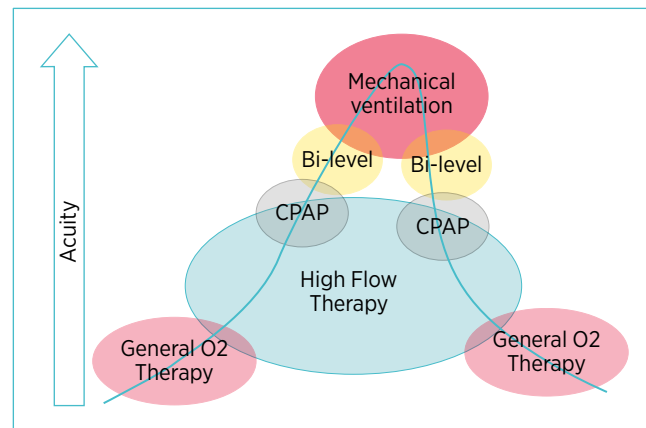 Acuity
Mechanical
ventilation
Bi-level
Bi-level
CPAP
CPAP
High Flow
Therapy
General O2
Therapy
General O2
Therapy